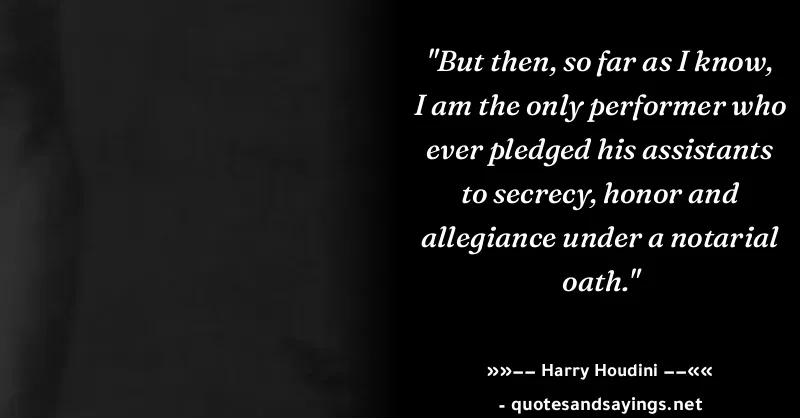 "But then, so far as I know,
I am the only performer who
ever pledged his assistants
to secrecy, honor and
allegiance under a notarial
oath."
»»–– Harry Houdini ––««
- quotesandsayings.net